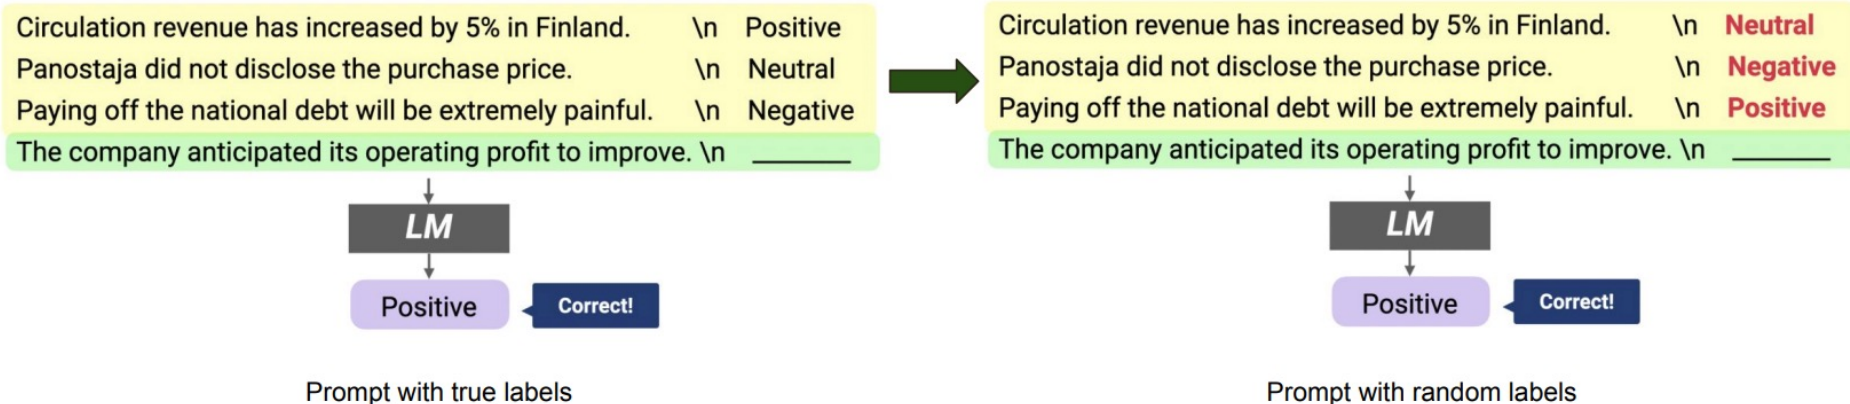 Circulation revenue has increased by 5% in Finland. \n Positive
Panostaja did not disclose the purchase price. \n Neutral
Paying off the national debt will be extremely painful. \n Negative
The company anticipated its operating profit to improve. \n ________
LM
Positive
Correct!
Prompt with true labels
Circulation revenue has increased by 5% in Finland. \n Neutral
Panostaja did not disclose the purchase price. \n Negative
Paying off the national debt will be extremely painful. \n Positive
The company anticipated its operating profit to improve. \n ________
LM
Positive
Correct!
Prompt with random labels